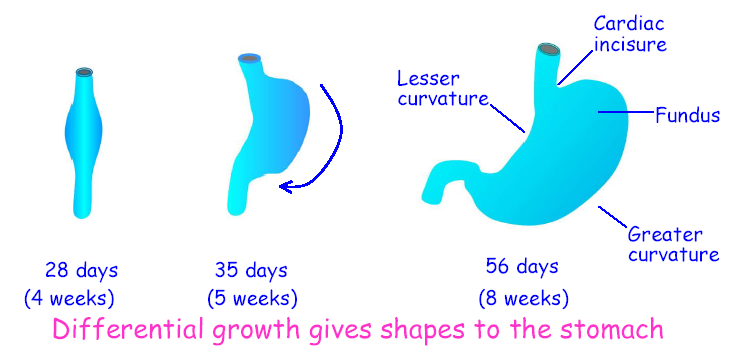 Cardiac
incisure
Lesser
curvature
Fundus
Greater
curvature
28 days
(4 weeks)
35 days
(5 weeks)
56 days
(8 weeks)
Differential growth gives shapes to the stomach